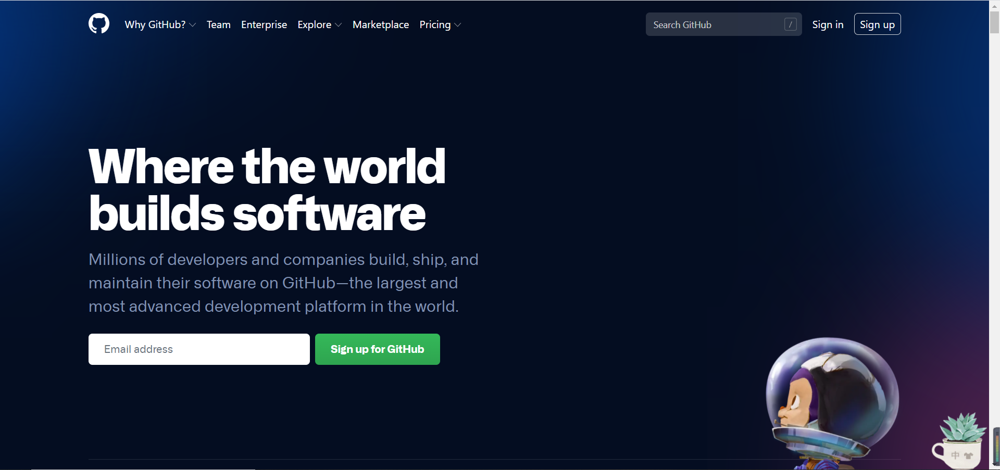 Why GitHub? Team Enterprise Explore Marketplace Pricing Search GitHub / Sign in Sign up
Where the world
builds software
Millions of developers and companies build, ship, and
maintain their software on GitHub—the largest and
most advanced development platform in the world.
Email address Sign up for GitHub
中